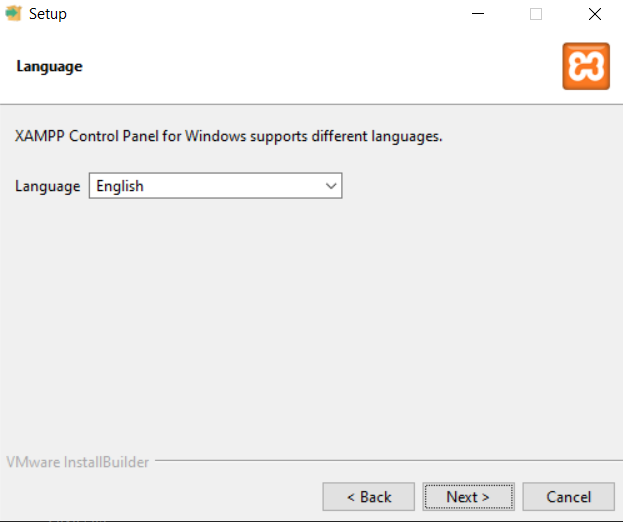 Setup
Language
XAMPP Control Panel for Windows supports different languages.
Language English
VMware InstallBuilder
< Back Next > Cancel